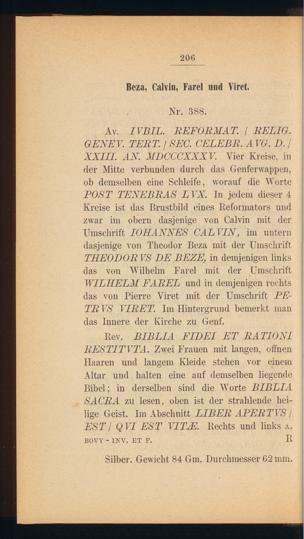 206
Beza, Calvin, Farel und Viret.
Nr. 388.
Av. IVBIL. REFORMAT. / RELIG.
GENEV. TERT. / SEC. CELEBR. AVG. D. /
XXIII. AN. MDCCCXXXV. Vier Kreise, in
der Mitte verbunden durch das Genferwappen,
ob demselben eine Schleife, worauf die Worte
POST TENEBRAS LVX. In jedem dieser 4
Kreise ist das Brustbild eines Reformators und
zwar im obern dasjenige von Calvin mit der
Umschrift IOHANNES CALVIN, im untern
dasjenige von Theodor Beza mit der Umschrift
THEODORVS DE BEZE, in demjenigen links
das von Wilhelm Farel mit der Umschrift
WILHELM FAREL und in demjenigen rechts
das von Pierre Viret mit der Umschrift PE-
TRVS VIRET. Im Hintergrund bemerkt man
das Innere der Kirche zu Genf.
Rev. BIBLIA FIDEI ET RATIONI
RESTITVTA. Zwei Frauen mit langen, offnen
Haaren und langem Kleide stehen vor einem
Altar und halten eine auf demselben liegende
Bibel; in derselben sind die Worte BIBLIA
SACRA zu lesen, oben ist der strahlende hei-
lige Geist. Im Abschnitt LIBER APERTVS /
EST / QVI EST VITÆ. Rechts und links A.
BOVY - INV. ET F. R
Silber. Gewicht 84 Gm. Durchmesser 62 mm.